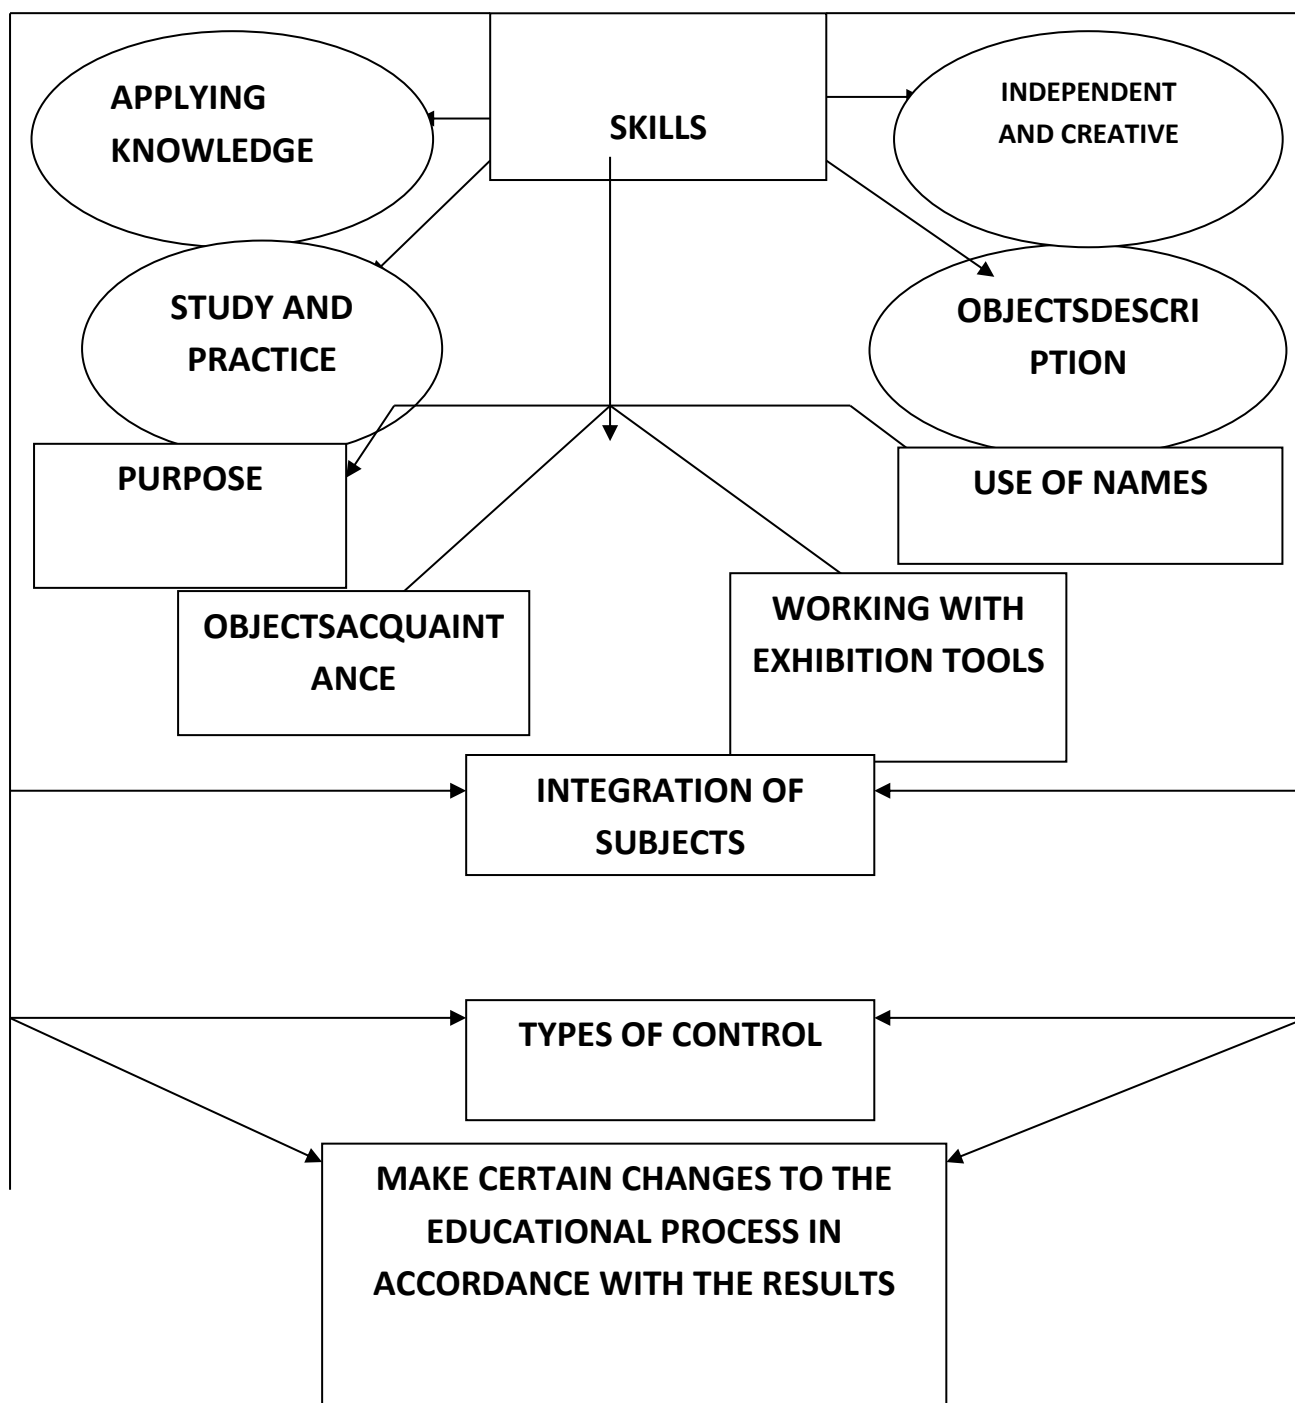 APPLYING
KNOWLEDGE
SKILLS
INDEPENDENT
AND CREATIVE
STUDY AND
PRACTICE
OBJECTSDESCRI
PTION
PURPOSE
USE OF NAMES
OBJECTSACQUAINT
ANCE
WORKING WITH
EXHIBITION TOOLS
INTEGRATION OF
SUBJECTS
TYPES OF CONTROL
MAKE CERTAIN CHANGES TO THE
EDUCATIONAL PROCESS IN
ACCORDANCE WITH THE RESULTS